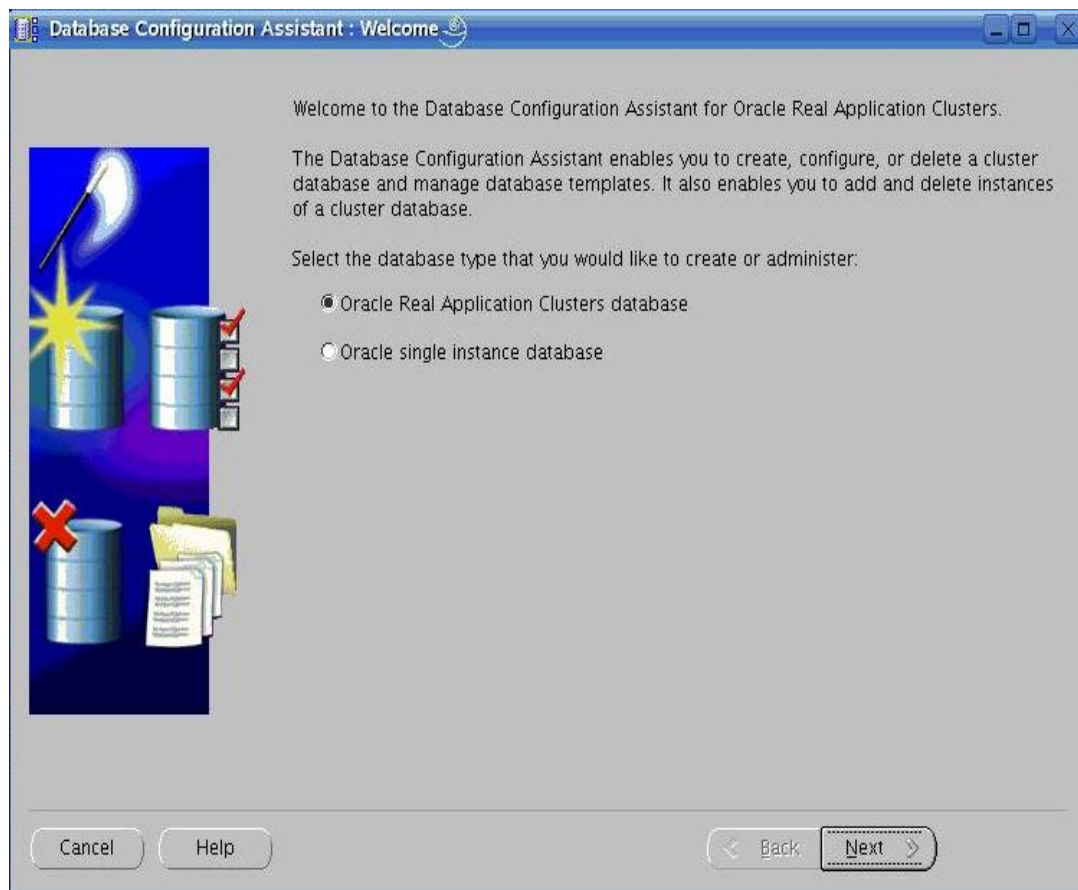 Database Configuration Assistant : Welcome
Welcome to the Database Configuration Assistant for Oracle Real Application Clusters.
The Database Configuration Assistant enables you to create, configure, or delete a cluster
database and manage database templates. It also enables you to add and delete instances
of a cluster database.
Select the database type that you would like to create or administer:
Oracle Real Application Clusters database
Oracle single instance database
Cancel
Help
Back
Next